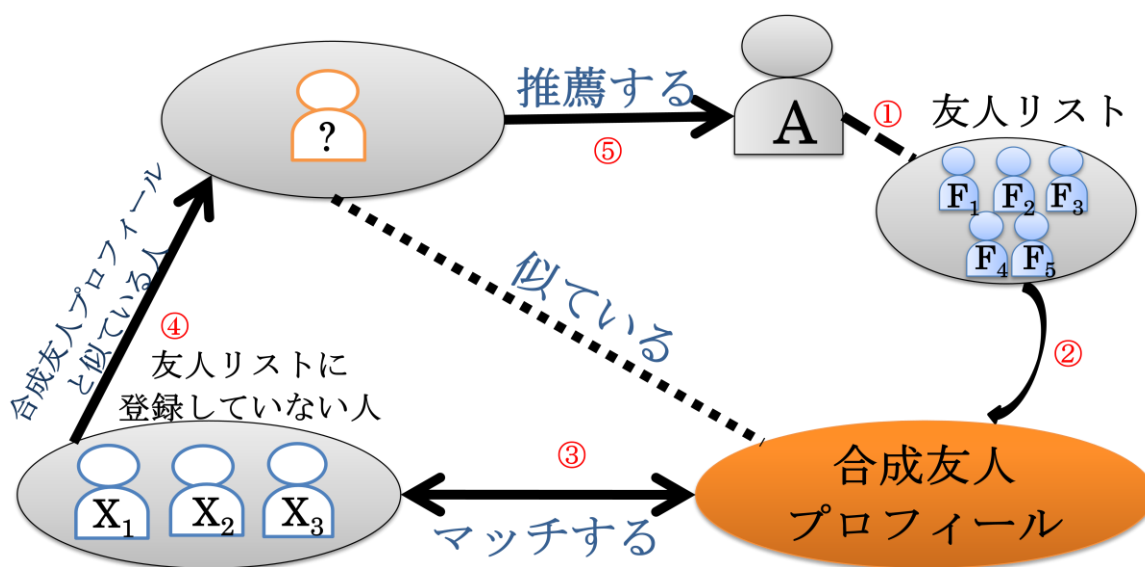 推薦する
⑤
?
A
①
友人リスト
F1 F2 F3
F4 F5
②
似ている
合成友人プロフィール
と似ている人
④
友人リストに
登録していない人
X1 X2 X3
③
マッチする
合成友人
プロフィール